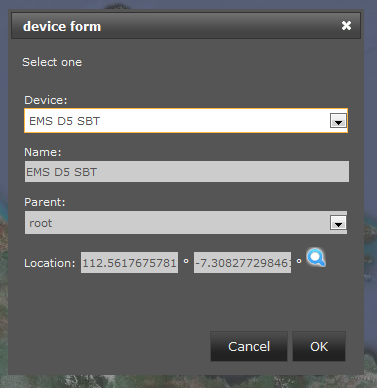 device form
Select one
Device:
EMS D5 SBT
Name:
EMS D5 SBT
Parent:
root
Location: 112.5617675781 ° -7.308277298461 °
Cancel OK